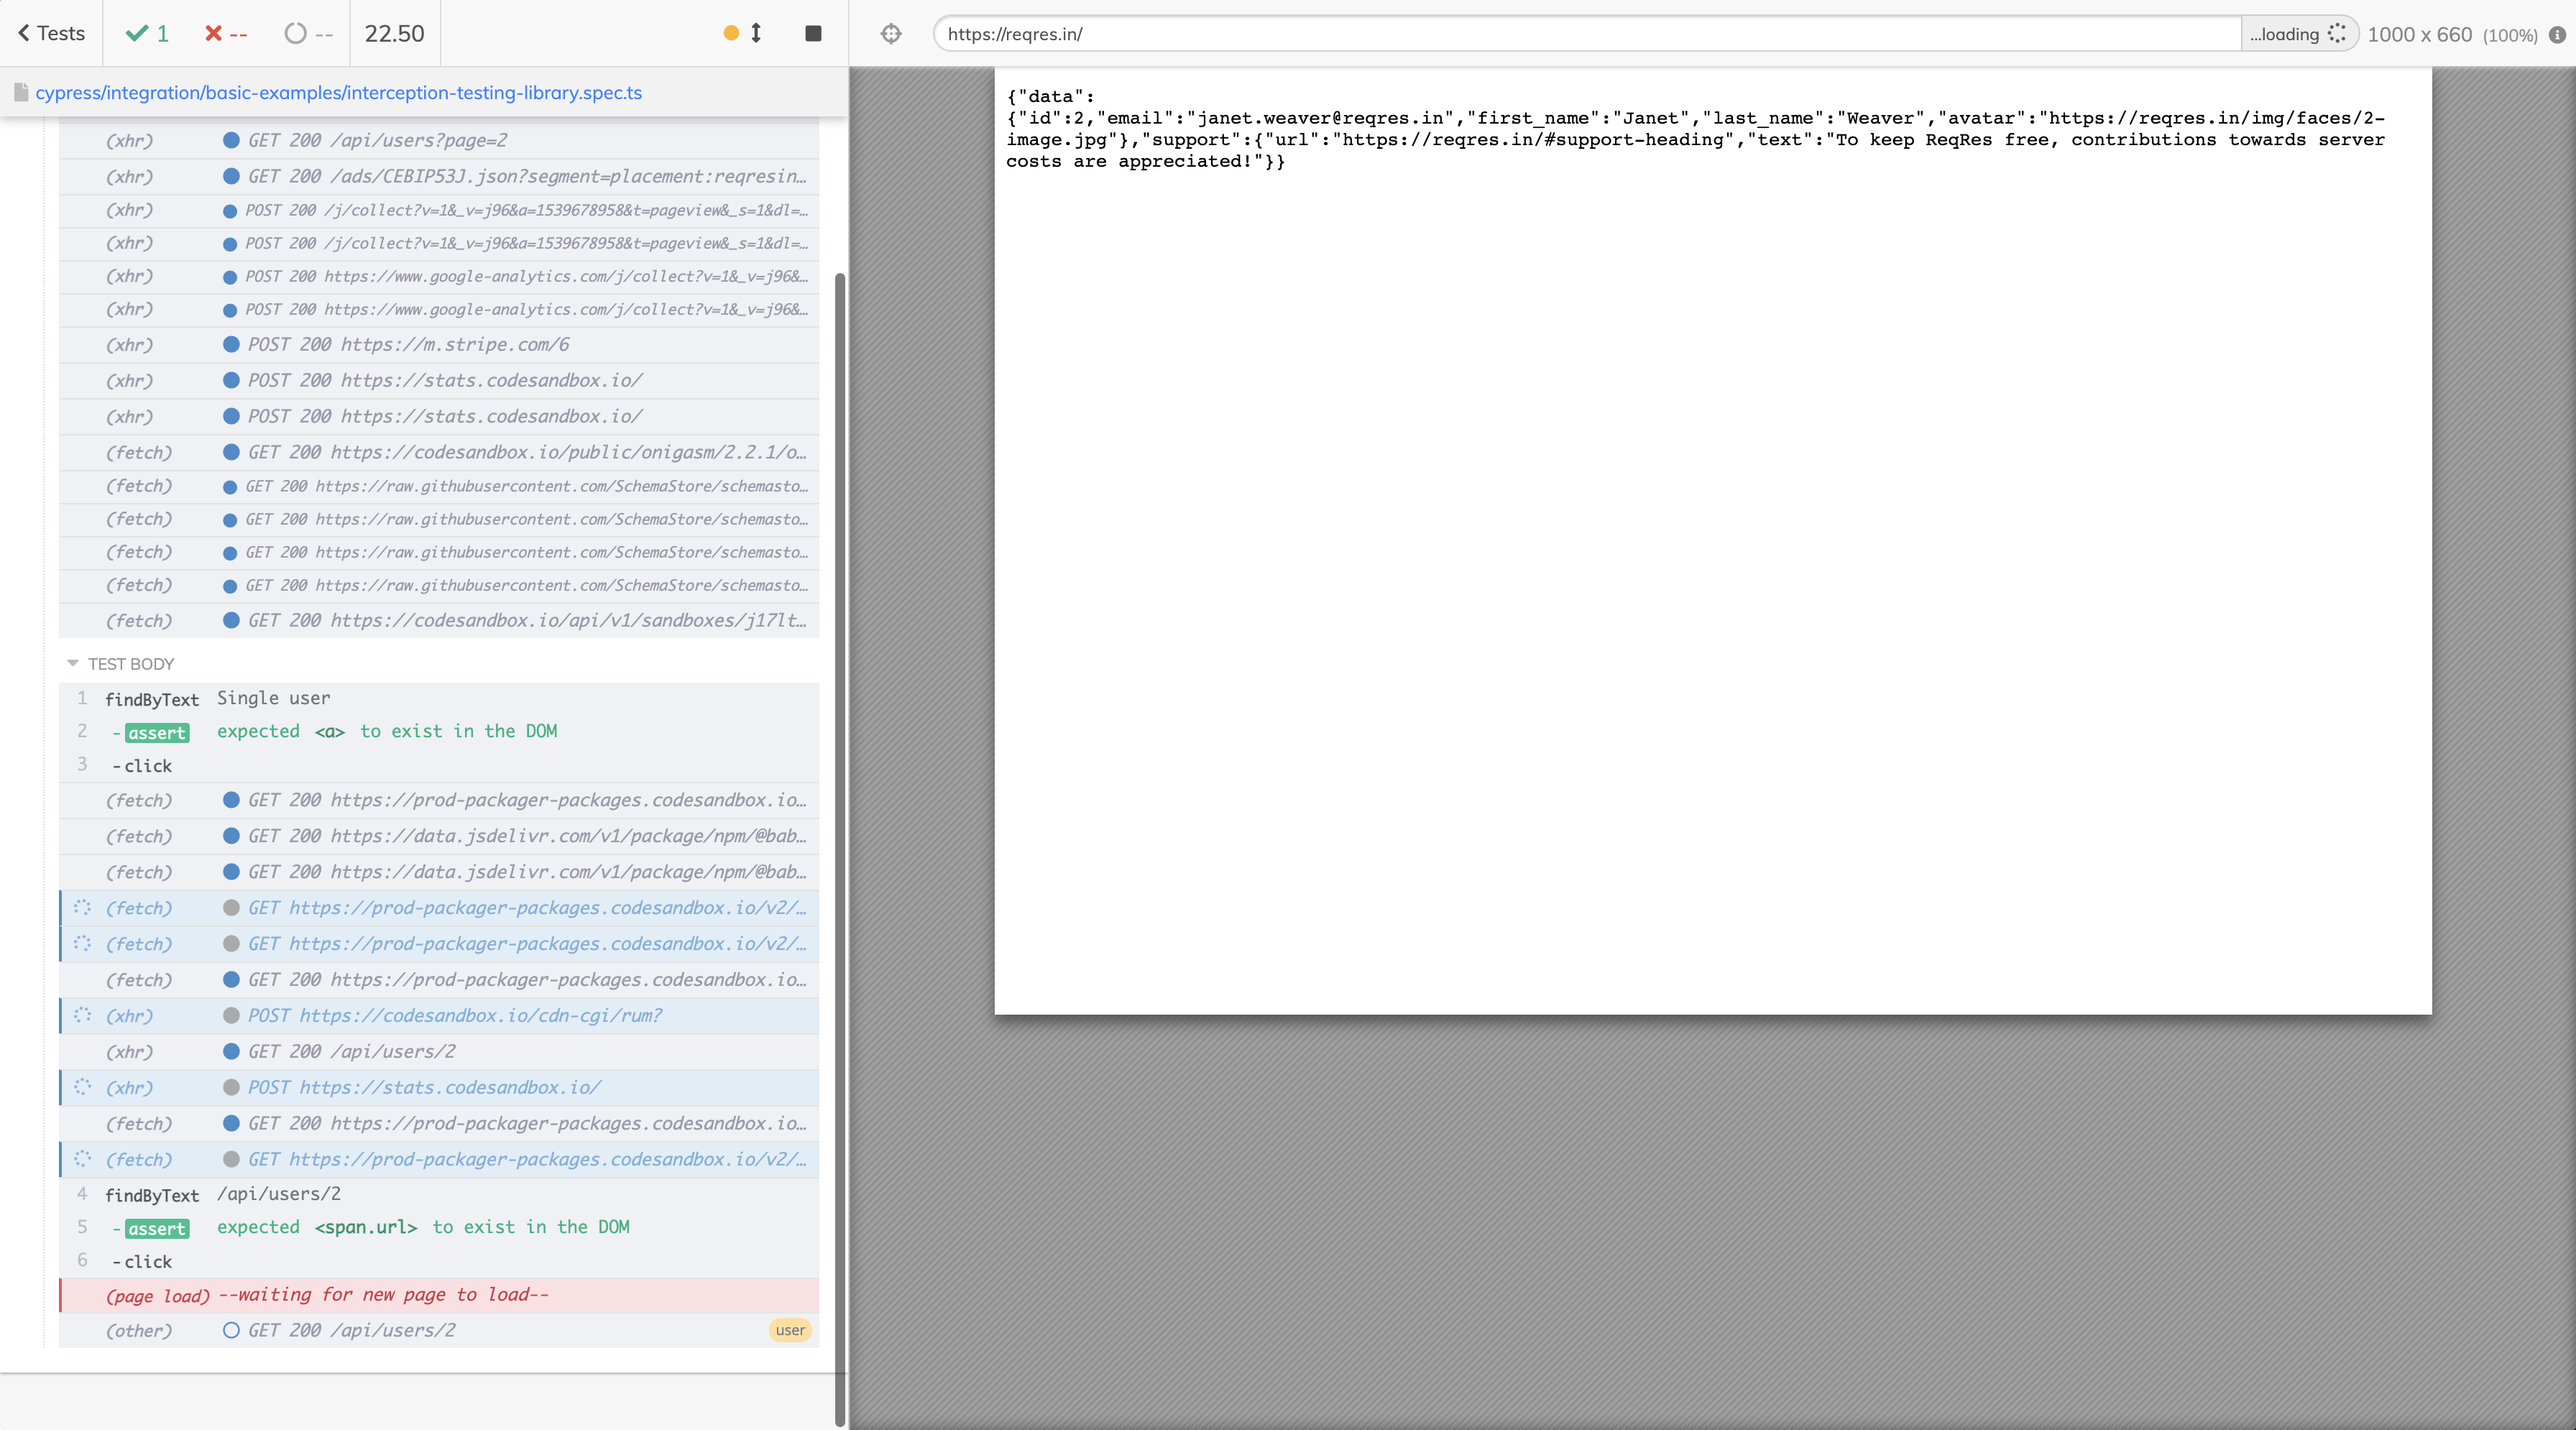 Tests 1 -- -- 22.50
cypress/integration/basic-examples/interception-testing-library.spec.ts
(xhr) GET 200 /api/users?page=2
(xhr) GET 200 /ads/CEBIP53J.json?segment=placement:reqresin…
(xhr) POST 200 /j/collect?v=1&_v=j96&a=1539678958&t=pageview&_s=1&dl=…
(xhr) POST 200 /j/collect?v=1&_v=j96&a=1539678958&t=pageview&_s=1&dl=…
(xhr) POST 200 https://www.google-analytics.com/j/collect?v=1&_v=j96&…
(xhr) POST 200 https://www.google-analytics.com/j/collect?v=1&_v=j96&…
(xhr) POST 200 https://m.stripe.com/6
(xhr) POST 200 https://stats.codesandbox.io/
(xhr) POST 200 https://stats.codesandbox.io/
(fetch) GET 200 https://codesandbox.io/public/onigasm/2.2.1/o…
(fetch) GET 200 https://raw.githubusercontent.com/SchemaStore/schemasto…
(fetch) GET 200 https://raw.githubusercontent.com/SchemaStore/schemasto…
(fetch) GET 200 https://raw.githubusercontent.com/SchemaStore/schemasto…
(fetch) GET 200 https://raw.githubusercontent.com/SchemaStore/schemasto…
(fetch) GET 200 https://codesandbox.io/api/v1/sandboxes/j17lt…
TEST BODY
1 findByText Single user
2 -assert expected <a> to exist in the DOM
3 -click
(fetch) GET 200 https://prod-packager-packages.codesandbox.io…
(fetch) GET 200 https://data.jsdelivr.com/v1/package/npm/@bab…
(fetch) GET 200 https://data.jsdelivr.com/v1/package/npm/@bab…
(fetch) GET https://prod-packager-packages.codesandbox.io/v2/…
(fetch) GET https://prod-packager-packages.codesandbox.io/v2/…
(fetch) GET 200 https://prod-packager-packages.codesandbox.io…
(xhr) POST https://codesandbox.io/cdn-cgi/rum?
(xhr) GET 200 /api/users/2
(xhr) POST https://stats.codesandbox.io/
(fetch) GET 200 https://prod-packager-packages.codesandbox.io…
(fetch) GET https://prod-packager-packages.codesandbox.io/v2/…
4 findByText /api/users/2
5 -assert expected <span.url> to exist in the DOM
6 -click
(page load) --waiting for new page to load--
(other) GET 200 /api/users/2 user
https://reqres.in/ ...loading 1000 x 660 (100%)
{"data":
{"id":2,"email":"janet.weaver@reqres.in","first_name":"Janet","last_name":"Weaver","avatar":"https://reqres.in/img/faces/2-
image.jpg"},"support":{"url":"https://reqres.in/#support-heading","text":"To keep ReqRes free, contributions towards server
costs are appreciated!"}}